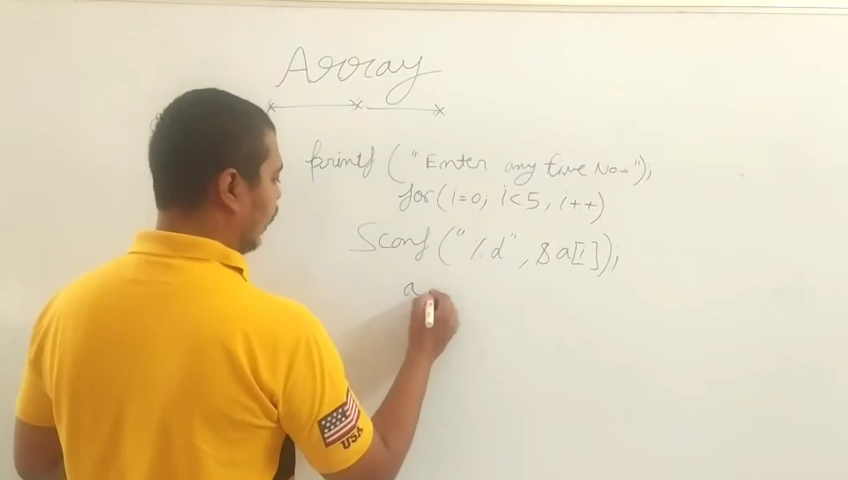 Array
printf ("Enter any five No=");
for(i=0; i<5, i++)
Scanf ("%d", &a[i]);
a
USA